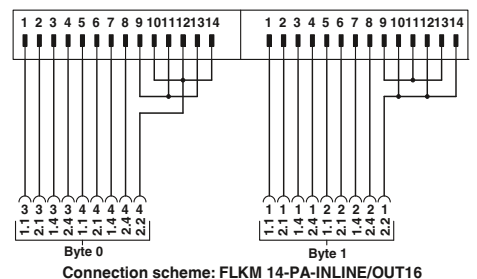 1 2 3 4 5 6 7 8 9 10 11 12 13 14
1 2 3 4 5 6 7 8 9 10 11 12 13 14
3 3 3 3 4 4 4 4 4
1.1 2.1 1.4 2.4 1.1 2.1 1.4 2.4 2.2
1 1 1 1 2 2 2 2 1
1.1 2.1 1.4 2.4 1.1 2.1 1.4 2.4 2.2
Byte 0
Byte 1
Connection scheme: FLKM 14-PA-INLINE/OUT16